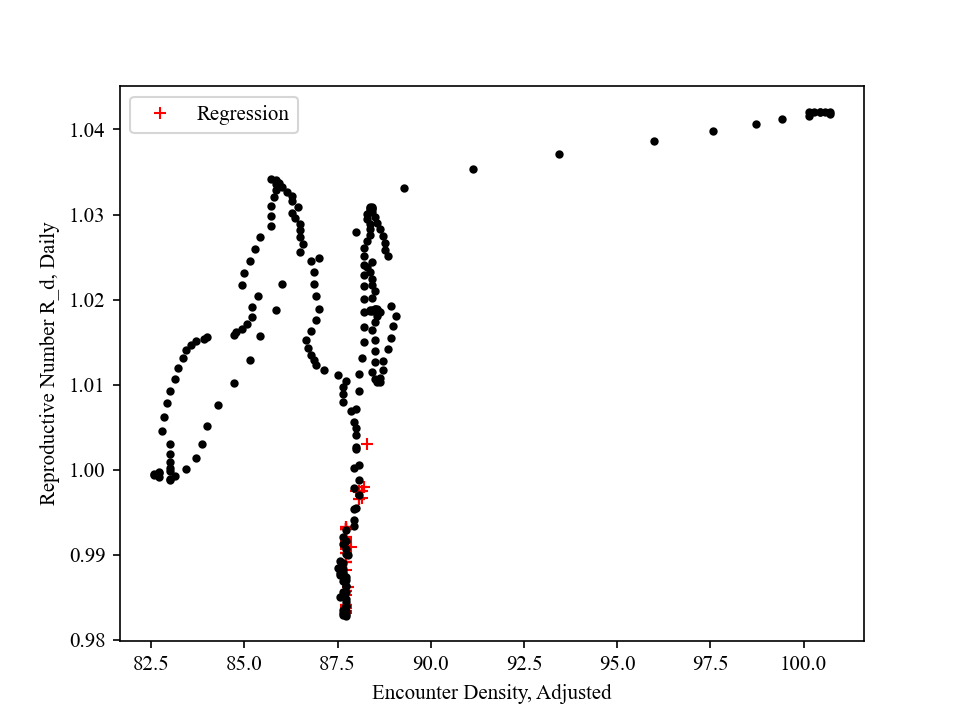 Regression
1.04
1.03
1.02
1.01
1.00
0.99
0.98
Reproductive Number R_d, Daily
82.5 85.0 87.5 90.0 92.5 95.0 97.5 100.0
Encounter Density, Adjusted